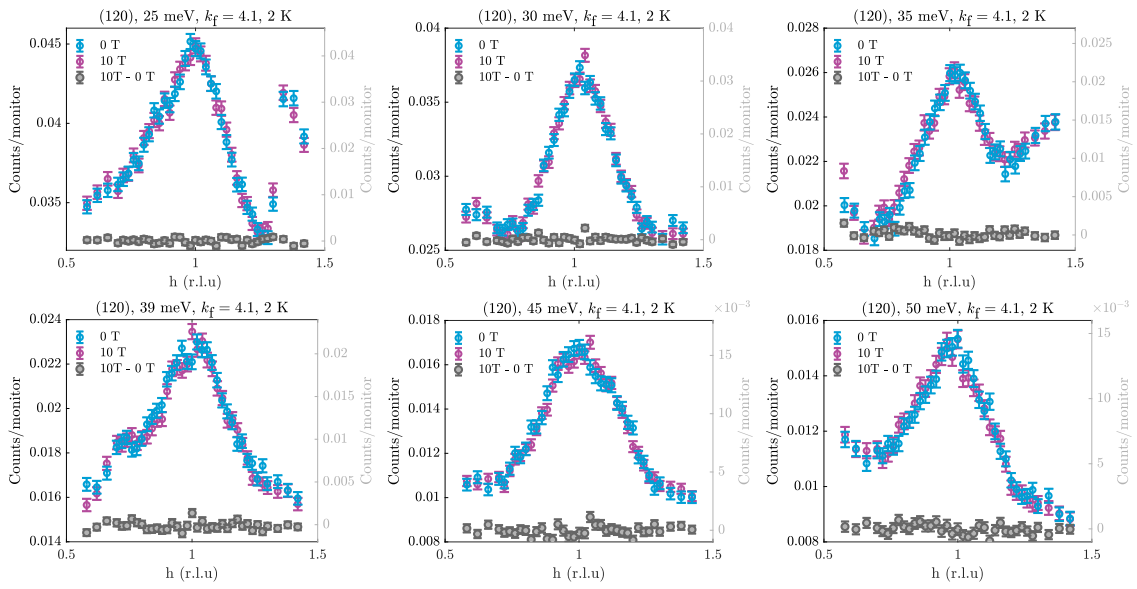 (120), 25 meV, kf = 4.1, 2 K
0.045
0.04
0.035
Counts/monitor
0 T
10 T
10T - 0 T
0.04
0.03
0.02
0.01
0
Counts/monitor
0.5
1
1.5
h (r.l.u)
(120), 30 meV, kf = 4.1, 2 K
0.04
0.035
0.03
0.025
Counts/monitor
0 T
10 T
10T - 0 T
0.04
0.03
0.02
0.01
0
Counts/monitor
0.5
1
1.5
h (r.l.u)
(120), 35 meV, kf = 4.1, 2 K
0.028
0.026
0.024
0.022
0.02
0.018
Counts/monitor
0 T
10 T
10T - 0 T
0.025
0.02
0.015
0.01
0.005
0
Counts/monitor
0.5
1
1.5
h (r.l.u)
(120), 39 meV, kf = 4.1, 2 K
0.024
0.022
0.02
0.018
0.016
0.014
Counts/monitor
0 T
10 T
10T - 0 T
0.02
0.015
0.01
0.005
0
Counts/monitor
0.5
1
1.5
h (r.l.u)
(120), 45 meV, kf = 4.1, 2 K
0.018
0.016
0.014
0.012
0.01
0.008
Counts/monitor
0 T
10 T
10T - 0 T
×10−3
15
10
5
0
Counts/monitor
0.5
1
1.5
h (r.l.u)
(120), 50 meV, kf = 4.1, 2 K
0.016
0.014
0.012
0.01
0.008
Counts/monitor
0 T
10 T
10T - 0 T
×10−3
15
10
5
0
Counts/monitor
0.5
1
1.5
h (r.l.u)